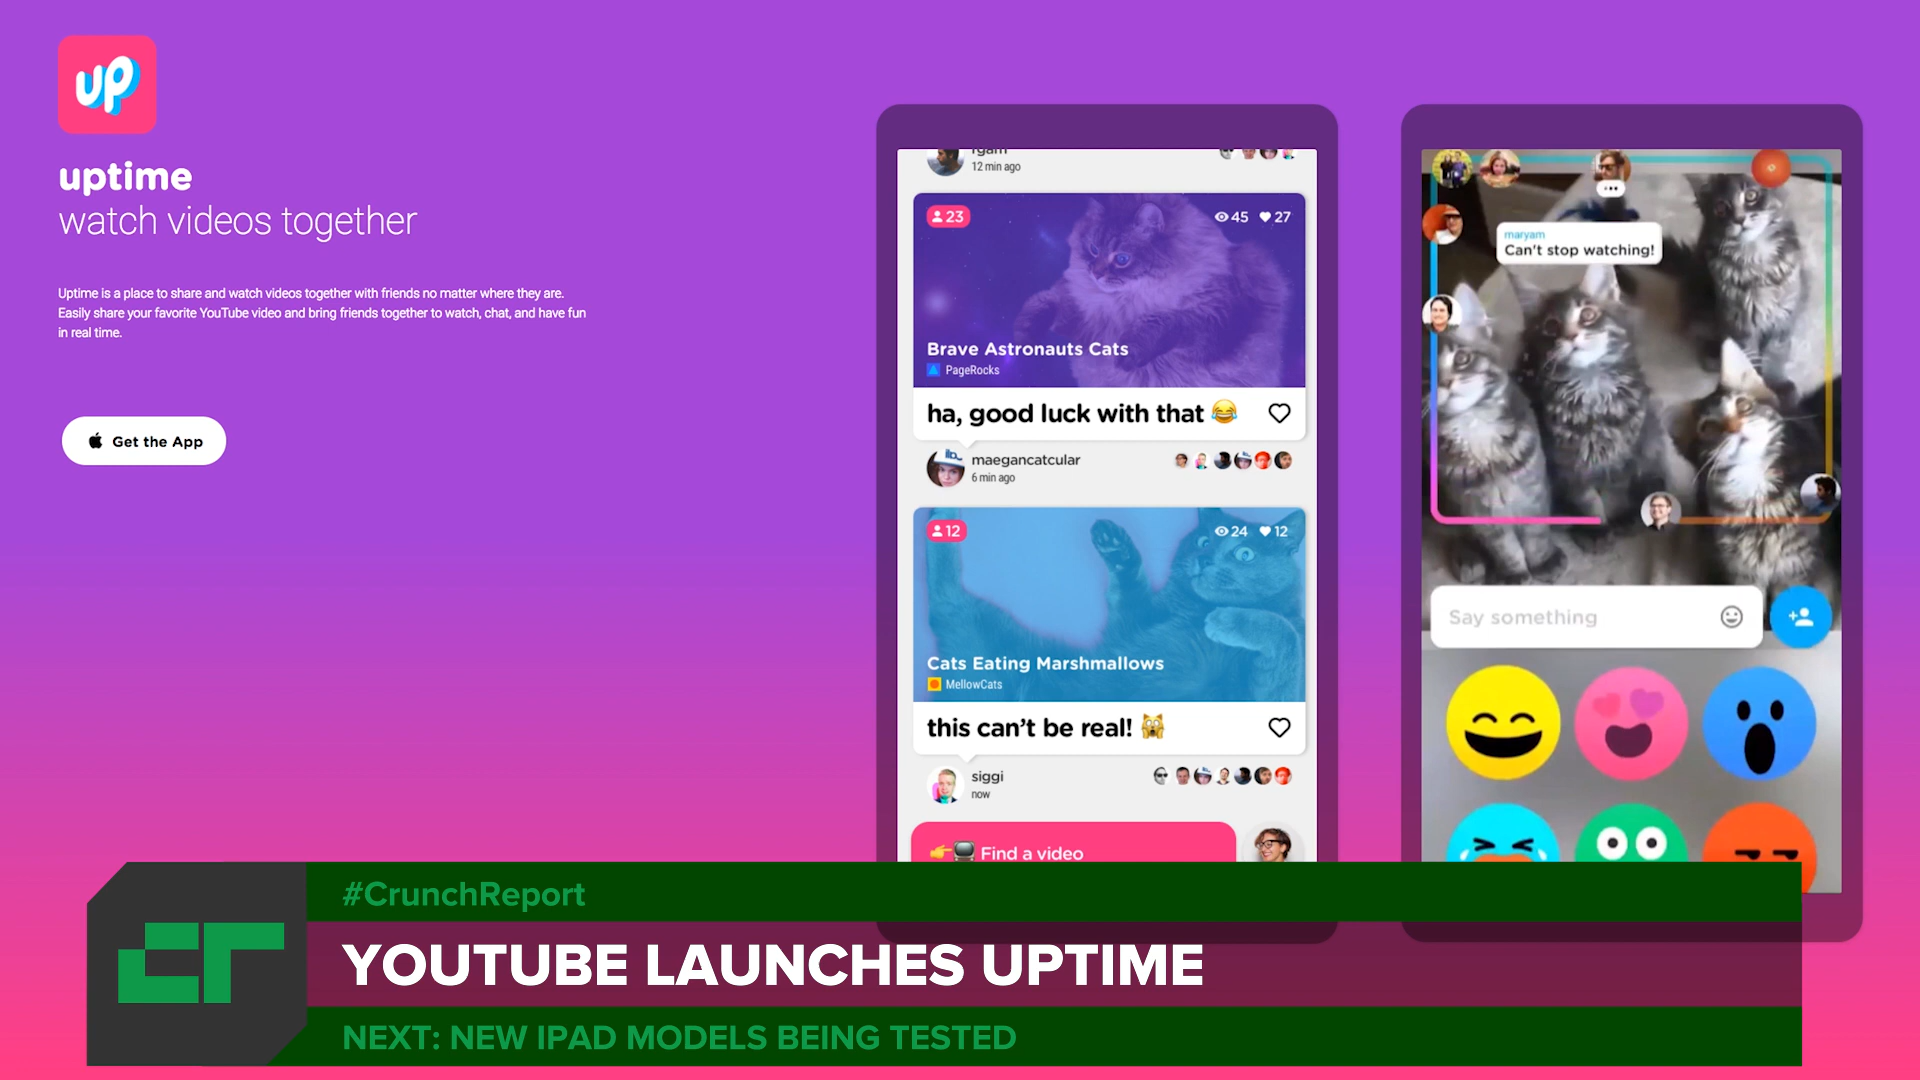 up
uptime
watch videos together
Uptime is a place to share and watch videos together with friends no matter where they are.
Easily share your favorite YouTube video and bring friends together to watch, chat, and have fun
in real time.
Get the App
rgam
12 min ago
23
45
27
Brave Astronauts Cats
PageRocks
ha, good luck with that 😂
maegancatcular
6 min ago
12
24
12
Cats Eating Marshmallows
MellowCats
this can't be real! 🙀
siggi
now
👉 Find a video
maryam
Can't stop watching!
Say something
#CrunchReport
cr
YOUTUBE LAUNCHES UPTIME
NEXT: NEW IPAD MODELS BEING TESTED